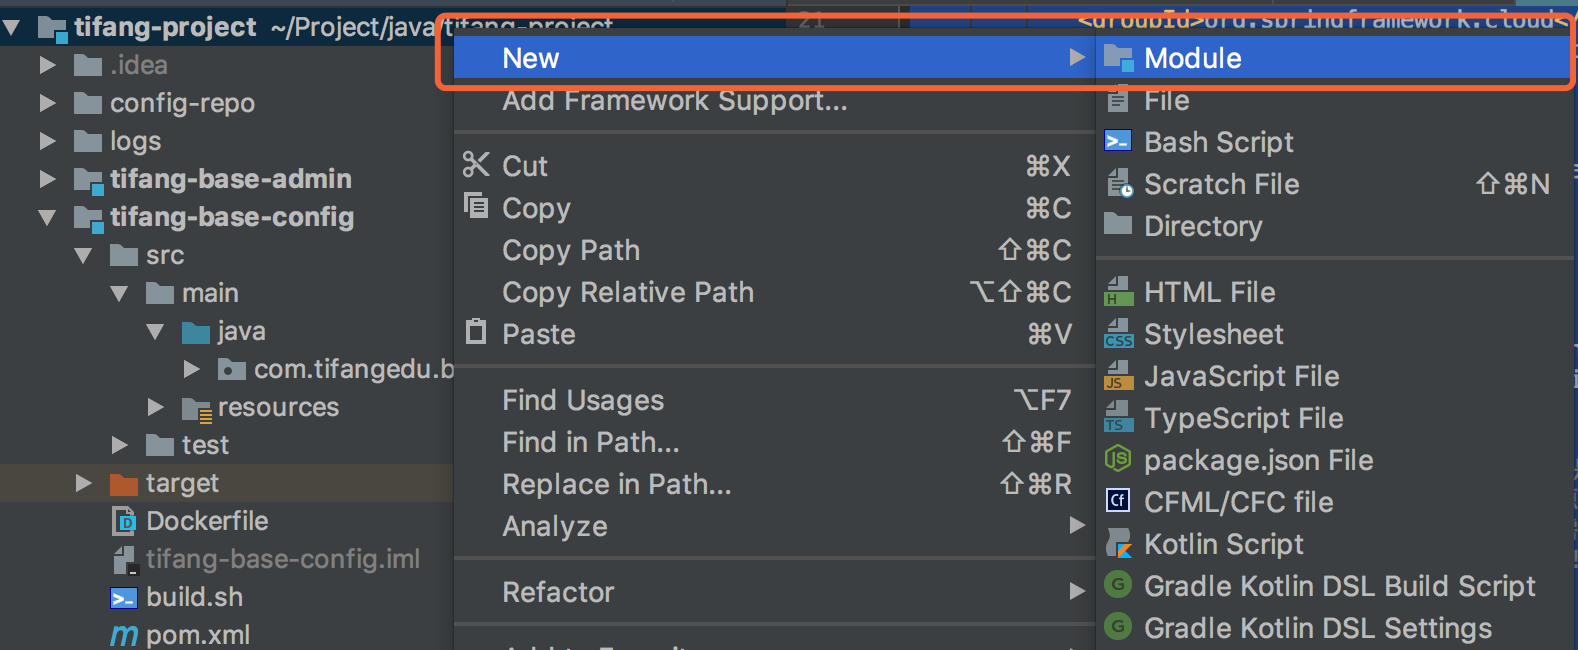 tifang-project ~/Project/java/tifang-project
.idea
config-repo
logs
tifang-base-admin
tifang-base-config
src
main
java
com.tifangedu.b
resources
test
target
Dockerfile
tifang-base-config.iml
build.sh
pom.xml
21
<groupId>org.springframework.cloud</
New
Add Framework Support...
Cut ⌘X
Copy ⌘C
Copy Path ⇧⌘C
Copy Relative Path ⌥⇧⌘C
Paste ⌘V
Find Usages ⌥F7
Find in Path... ⇧⌘F
Replace in Path... ⇧⌘R
Analyze
Refactor
Module
File
Bash Script
Scratch File ⇧⌘N
Directory
HTML File
Stylesheet
JavaScript File
TypeScript File
package.json File
CFML/CFC file
Kotlin Script
Gradle Kotlin DSL Build Script
Gradle Kotlin DSL Settings